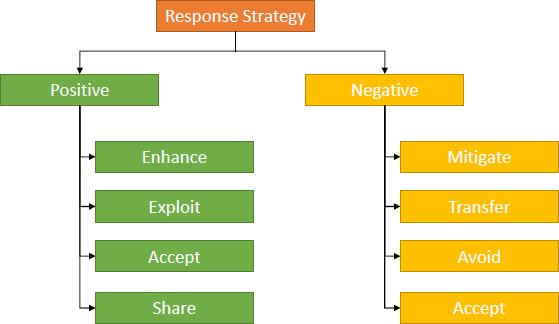 Response Strategy
Positive
Negative
Enhance
Mitigate
Exploit
Transfer
Accept
Avoid
Share
Accept